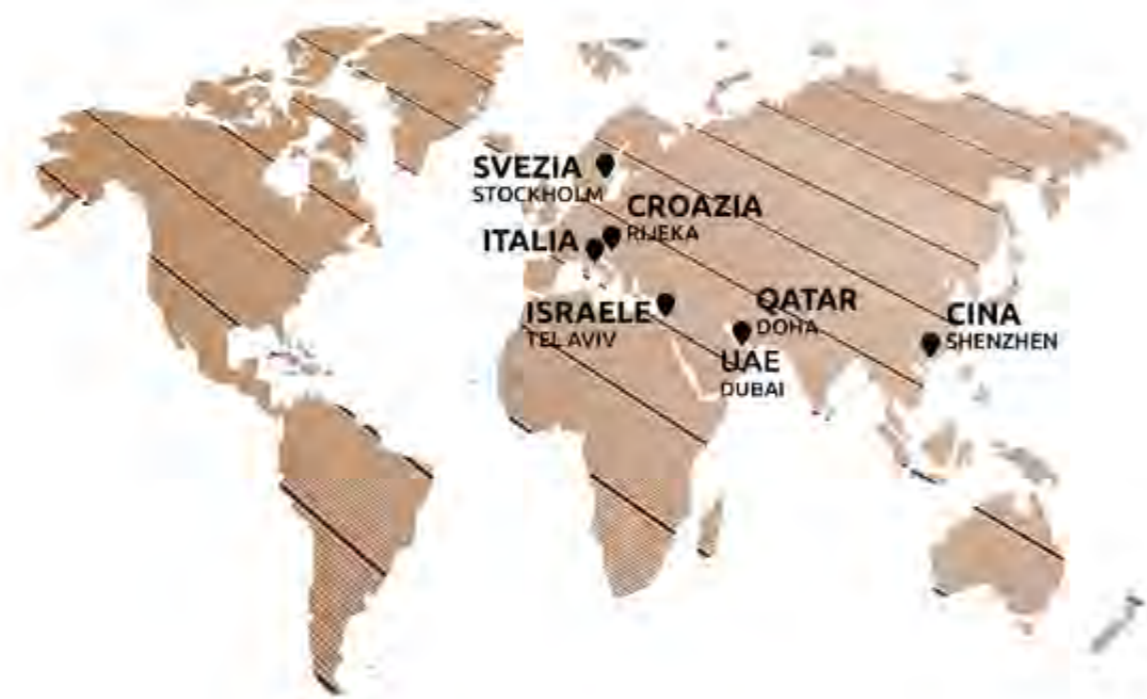 SVEZIA
STOCKHOLM
CROAZIA
RIJEKA
ITALIA
ISRAELE
TEL AVIV
QATAR
DOHA
UAE
DUBAI
CINA
SHENZHEN